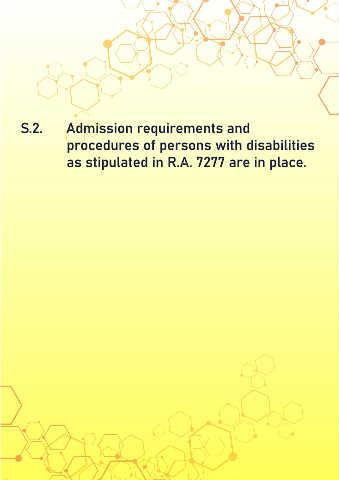 S.2. Admission requirements and
procedures of persons with disabilities
as stipulated in R.A. 7277 are in place.